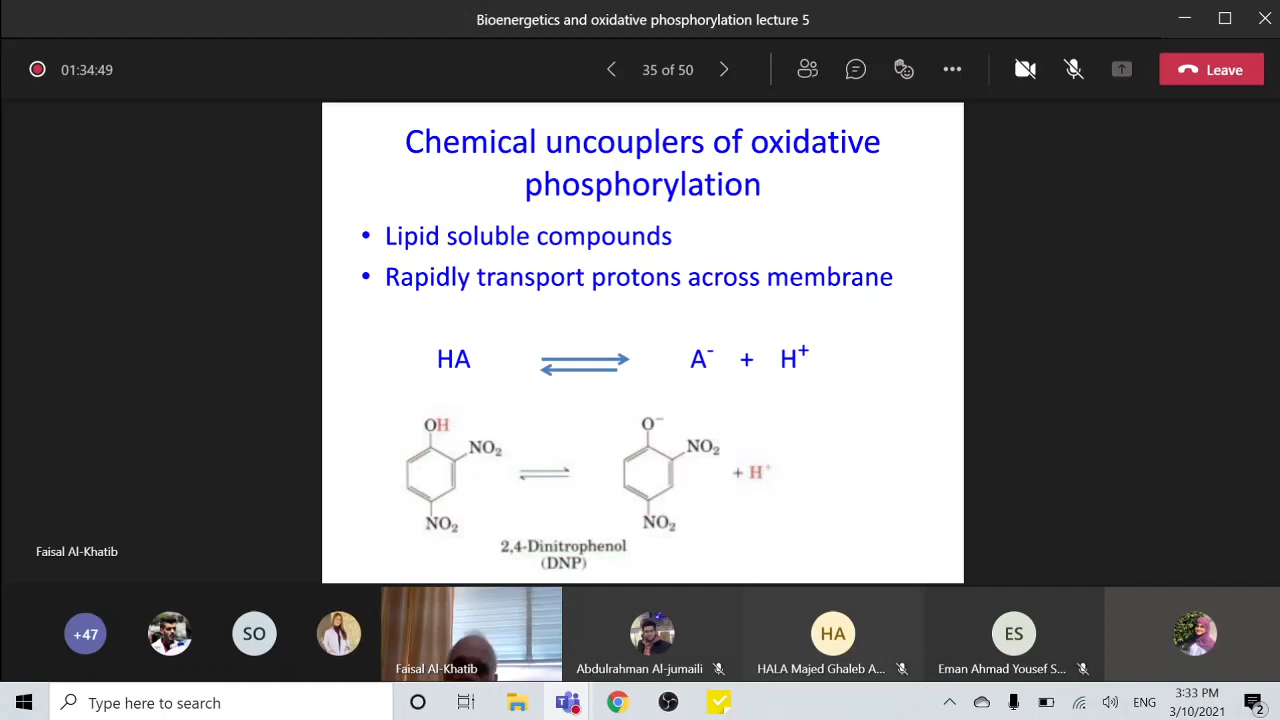 Bioenergetics and oxidative phosphorylation lecture 5
01:34:49
35 of 50
Leave
Chemical uncouplers of oxidative
phosphorylation
• Lipid soluble compounds
• Rapidly transport protons across membrane
HA A⁻ + H⁺
OH
NO₂
NO₂
O⁻
NO₂
+ H⁺
NO₂
2,4-Dinitrophenol
(DNP)
Faisal Al-Khatib
+47
SO
Faisal Al-Khatib
Abdulrahman Al-jumaili
HA
HALA Majed Ghaleb A...
ES
Eman Ahmad Yousef S...
Type here to search
ENG
3:33 PM
3/10/2021
2